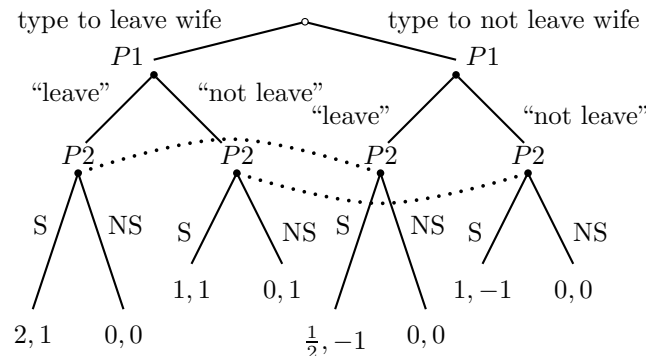 type to leave wife type to not leave wife
P1 P1
“leave” “not leave” “leave” “not leave”
P2 P2 P2 P2
S NS S NS S NS S NS
1, 1 0, 1 1, −1 0, 0
2, 1 0, 0 1/2, −1 0, 0